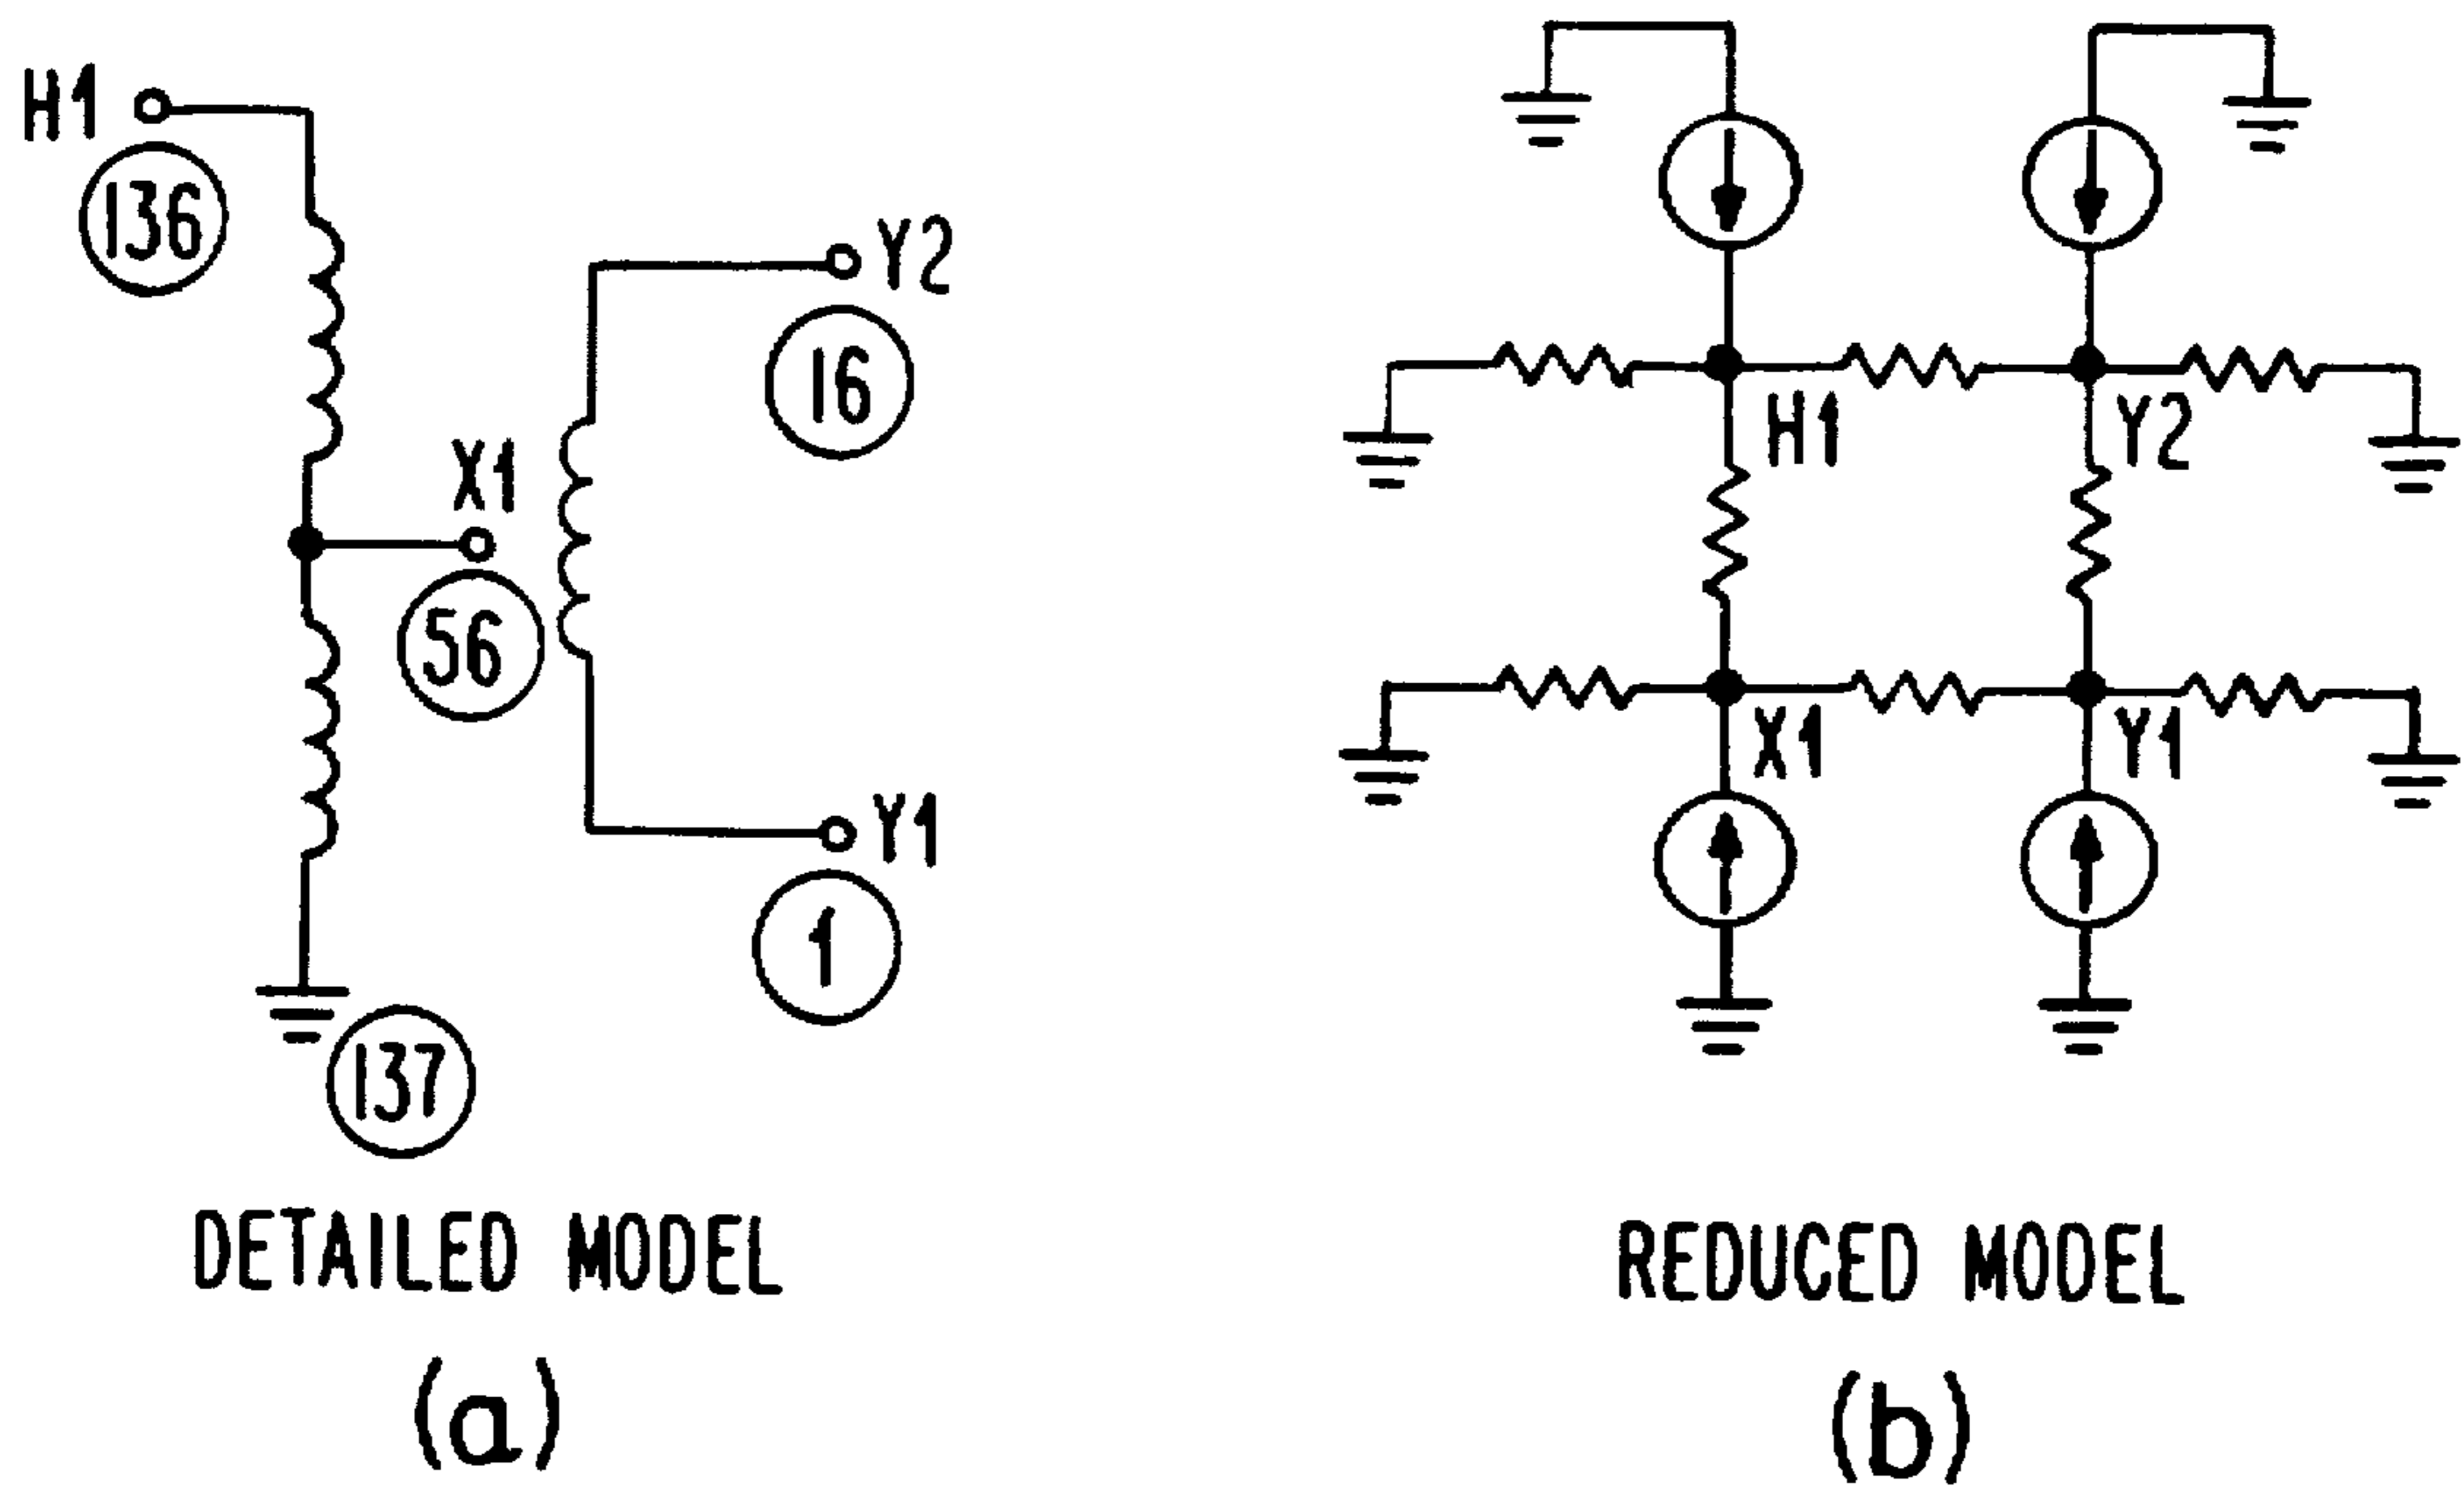 H1
136
Y2
16
X1
56
Y1
1
137
DETAILED MODEL
(a)
H1
Y2
X1
Y1
REDUCED MODEL
(b)